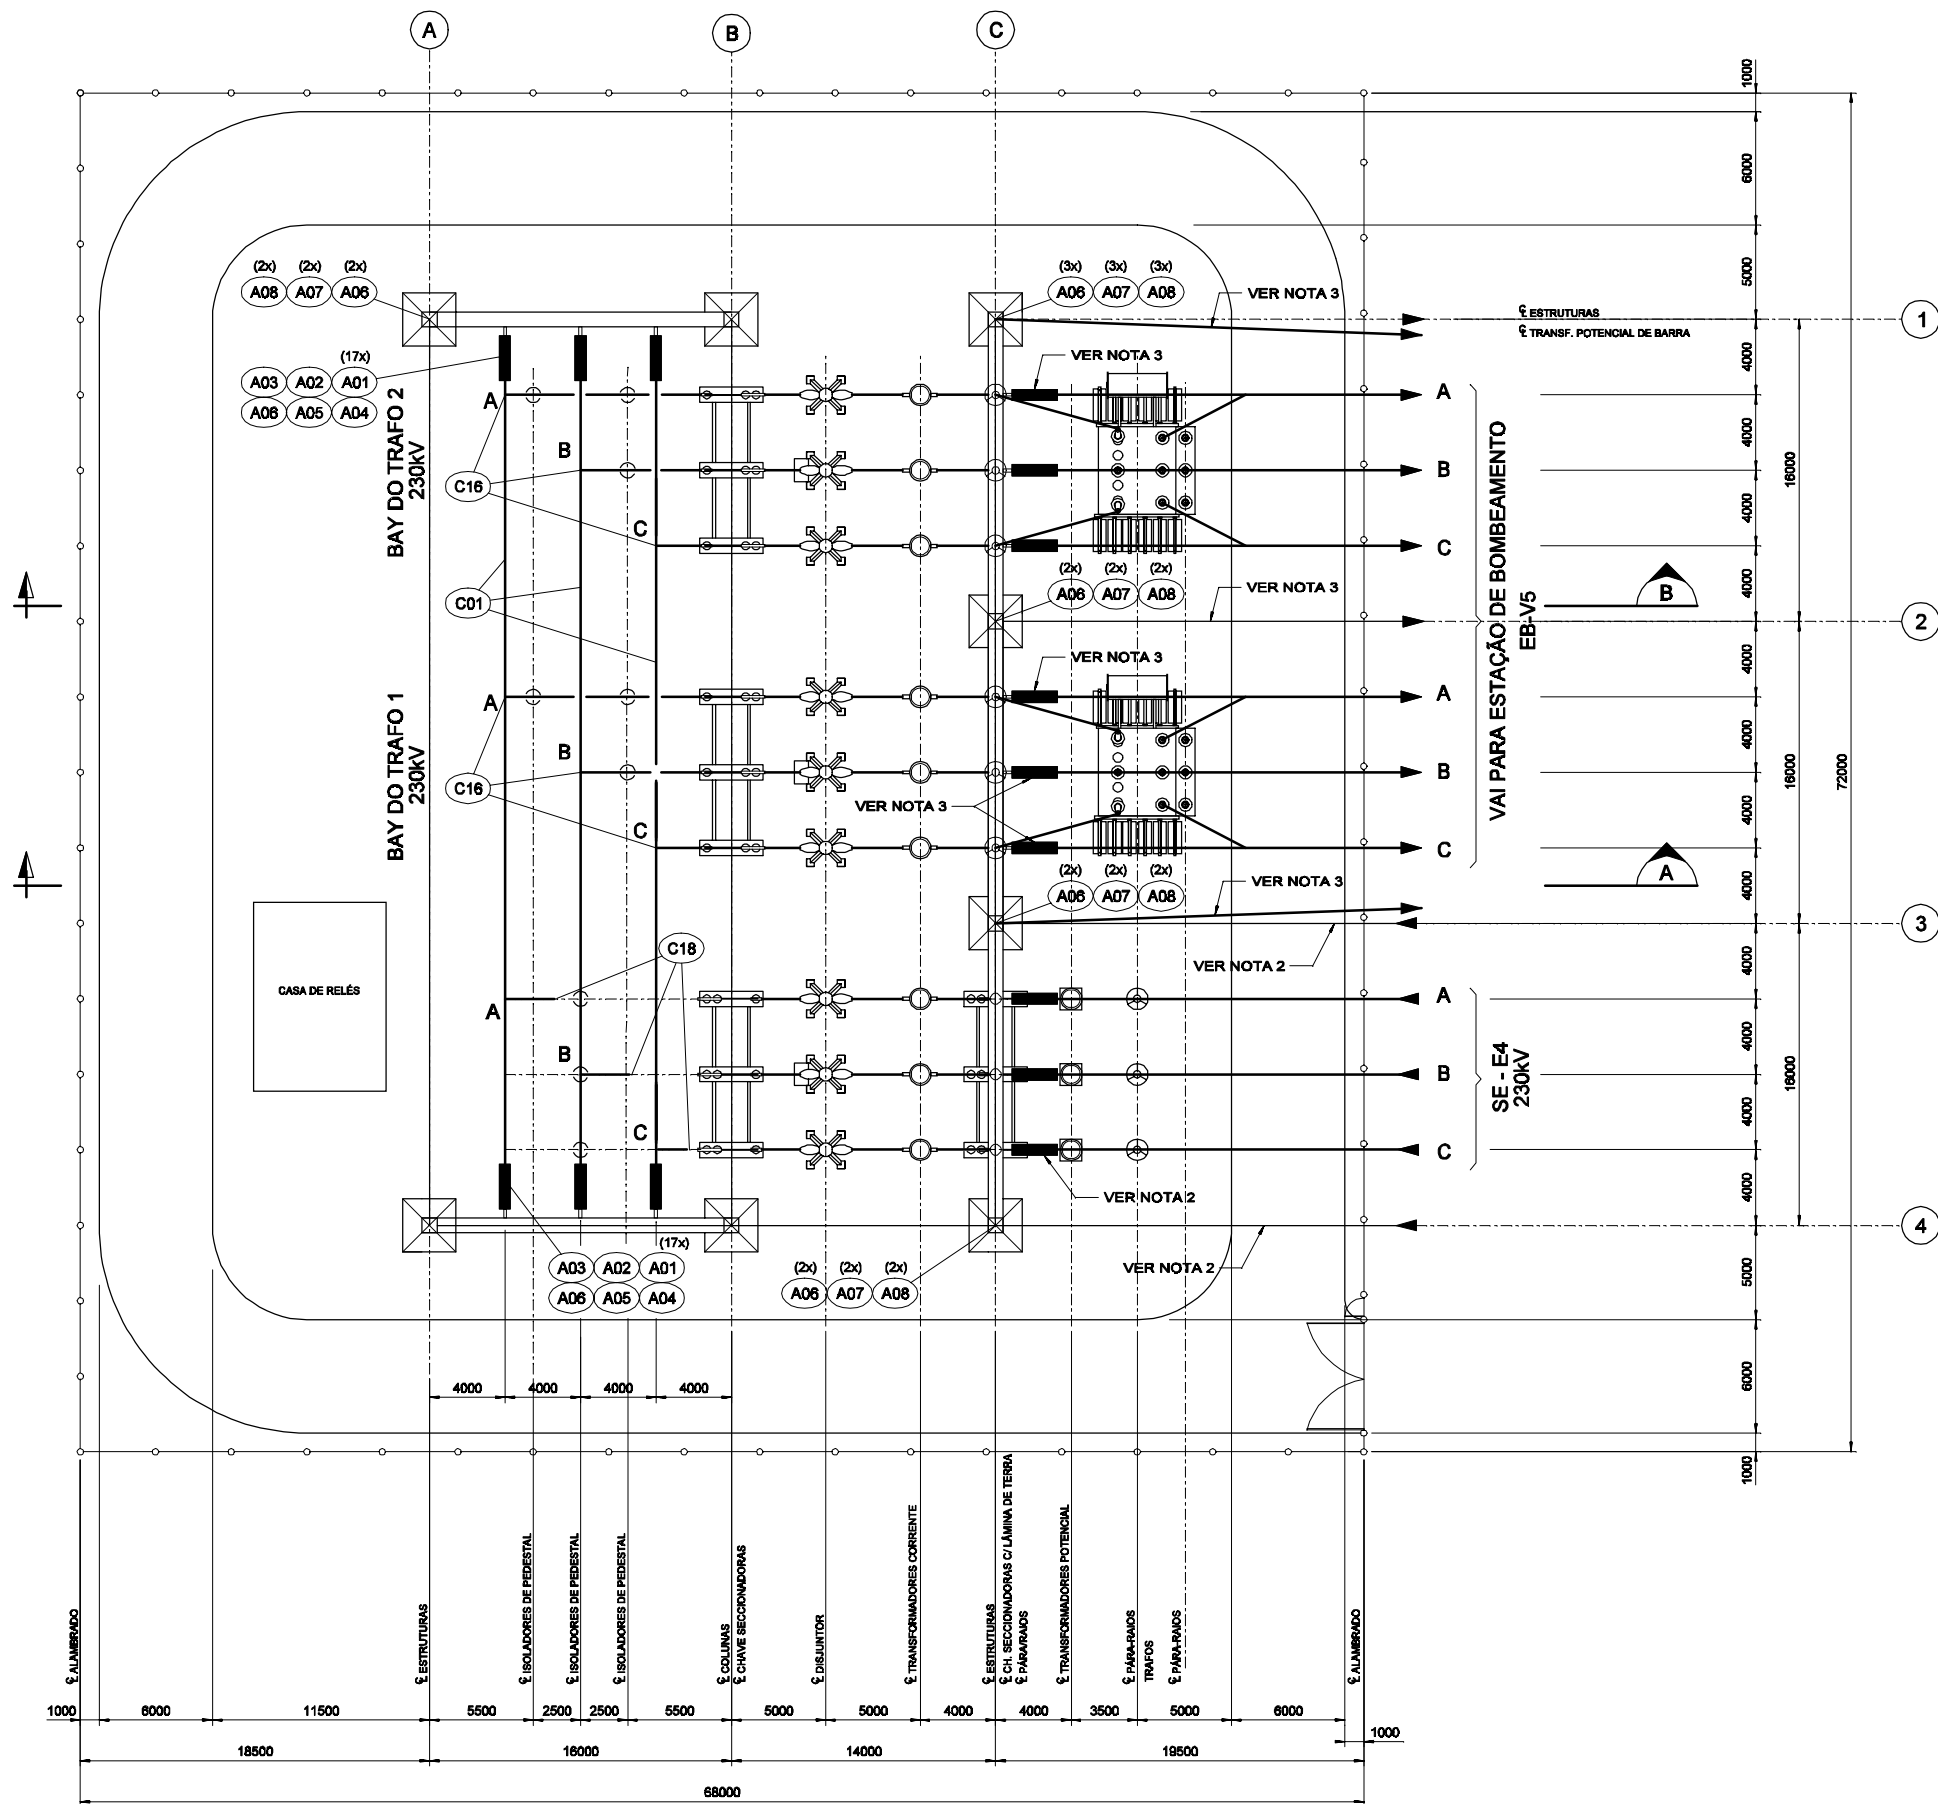 A
B
C
1000
6000
5000
(2x) (2x) (2x)
A08 A07 A06
(3x) (3x) (3x)
A06 A07 A08
VER NOTA 3
℄ ESTRUTURAS
℄ TRANSF. POTENCIAL DE BARRA
1
(17x)
A03 A02 A01
A06 A05 A04
VER NOTA 3
4000
A
A
4000
B
B
C16
4000
16000
C
C
BAY DO TRAFO 2
230kV
4000
(2x) (2x) (2x)
A06 A07 A08
VER NOTA 3
C01
B
2
VAI PARA ESTAÇÃO DE BOMBEAMENTO
EB-V5
VER NOTA 3
4000
A
A
4000
B
B
C16
VER NOTA 3
4000
16000
72000
C
C
BAY DO TRAFO 1
230kV
4000
(2x) (2x) (2x)
A06 A07 A08
VER NOTA 3
A
3
C18
VER NOTA 2
CASA DE RELÉS
4000
A
A
4000
B
B
SE - E4
230kV
4000
16000
C
C
4000
VER NOTA 2
4
(17x)
A03 A02 A01
A06 A05 A04
(2x) (2x) (2x)
A06 A07 A08
VER NOTA 2
5000
6000
1000
4000 4000 4000 4000
℄ ALAMBRADO
℄ ESTRUTURAS
℄ ISOLADORES DE PEDESTAL
℄ ISOLADORES DE PEDESTAL
℄ ISOLADORES DE PEDESTAL
℄ COLUNAS
℄ CHAVE SECCIONADORAS
℄ DISJUNTOR
℄ TRANSFORMADORES CORRENTE
℄ ESTRUTURAS
℄ CH. SECCIONADORAS C/ LÂMINA DE TERRA
℄ PÁRA/RAIOS
℄ TRANSFORMADORES POTENCIAL
℄ PÁRA-RAIOS
TRAFOS
℄ PÁRA-RAIOS
℄ ALAMBRADO
1000 6000 11500 5500 2500 2500 5500 5000 5000 4000 4000 3500 5000 6000
1000
18500 16000 14000 19500
68000